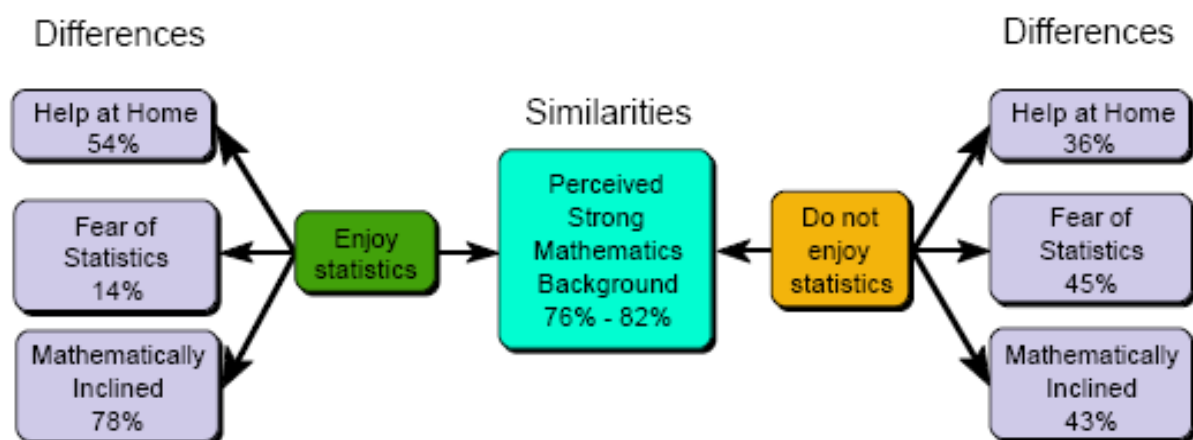 Differences
Help at Home
54%
Fear of
Statistics
14%
Mathematically
Inclined
78%
Enjoy
statistics
Similarities
Perceived
Strong
Mathematics
Background
76% - 82%
Do not
enjoy
statistics
Differences
Help at Home
36%
Fear of
Statistics
45%
Mathematically
Inclined
43%